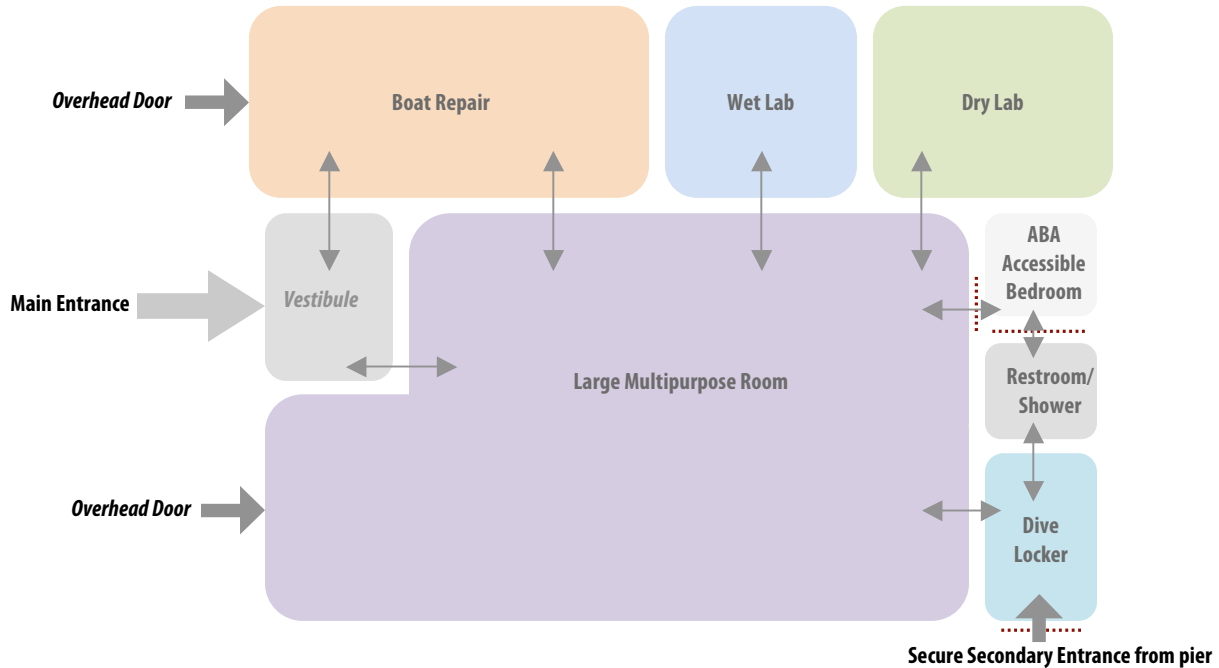 Overhead Door
Boat Repair
Wet Lab
Dry Lab
Main Entrance
Vestibule
ABA
Accessible
Bedroom
Large Multipurpose Room
Restroom/
Shower
Overhead Door
Dive
Locker
Secure Secondary Entrance from pier